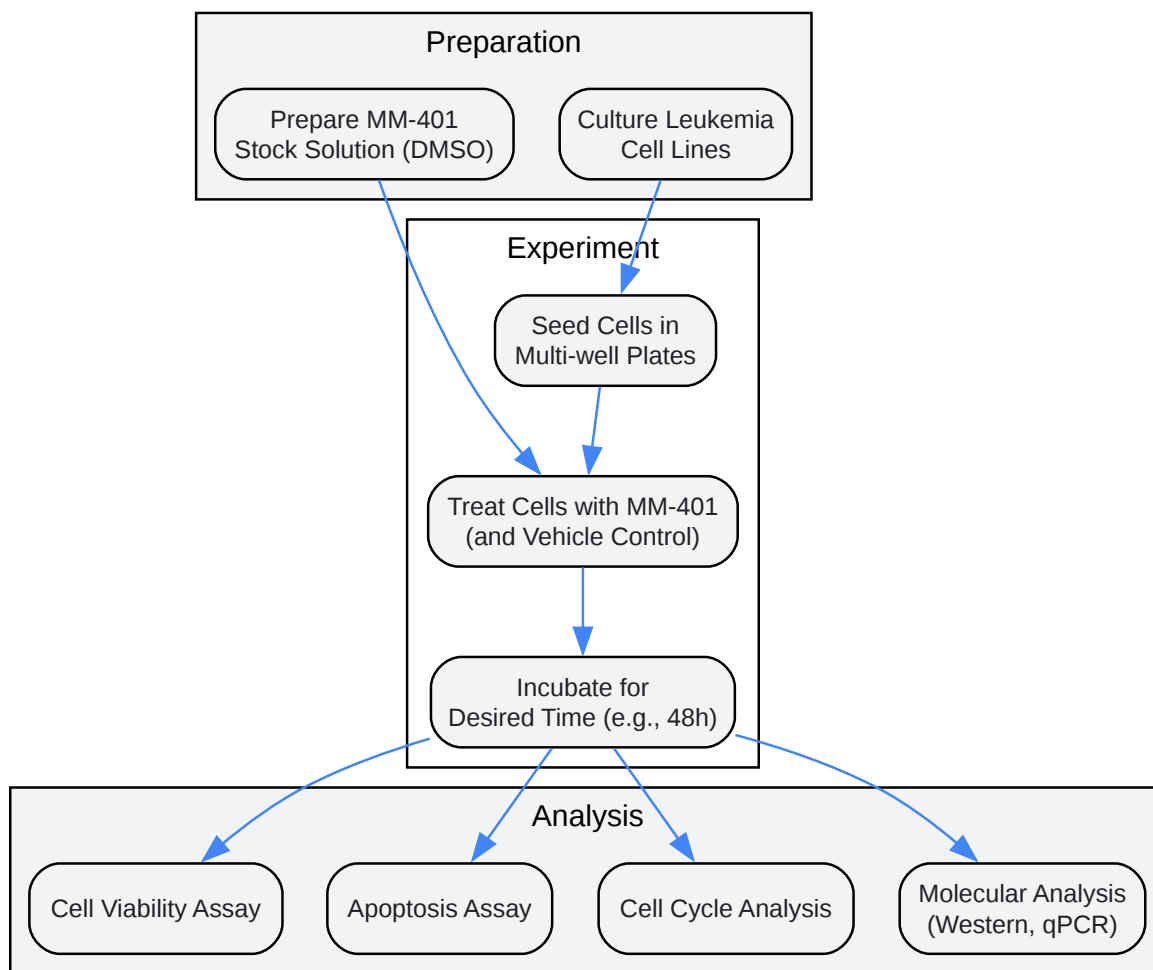 Preparation
Prepare MM-401
Stock Solution (DMSO)
Culture Leukemia
Cell Lines
Experiment
Seed Cells in
Multi-well Plates
Treat Cells with MM-401
(and Vehicle Control)
Incubate for
Desired Time (e.g., 48h)
Analysis
Cell Viability Assay
Apoptosis Assay
Cell Cycle Analysis
Molecular Analysis
(Western, qPCR)